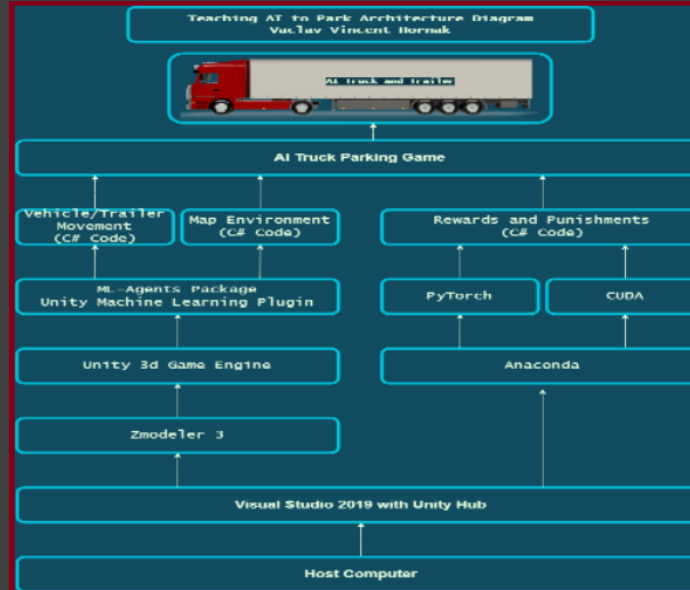 Teaching AI to Park Architecture Diagram
Vaclav Vincent Hornak
AI Truck and Trailer
AI Truck Parking Game
Vehicle/Trailer
Movement
(C# Code)
Map Environment
(C# Code)
Rewards and Punishments
(C# Code)
ML-Agents Package
Unity Machine Learning Plugin
PyTorch
CUDA
Unity 3d Game Engine
Anaconda
Zmodeler 3
Visual Studio 2019 with Unity Hub
Host Computer